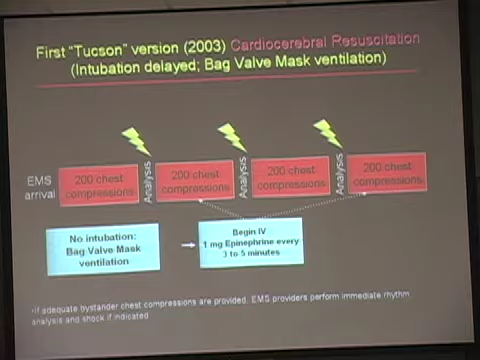 First "Tucson" version (2003) Cardiocerebral Resuscitation
(Intubation delayed; Bag Valve Mask ventilation)
EMS
arrival
200 chest
compressions
Analysis
200 chest
compressions
Analysis
200 chest
compressions
Analysis
200 chest
compressions
No intubation:
Bag Valve Mask
ventilation
Begin IV
1 mg Epinephrine every
3 to 5 minutes
•If adequate bystander chest compressions are provided, EMS providers perform immediate rhythm
analysis and shock if indicated